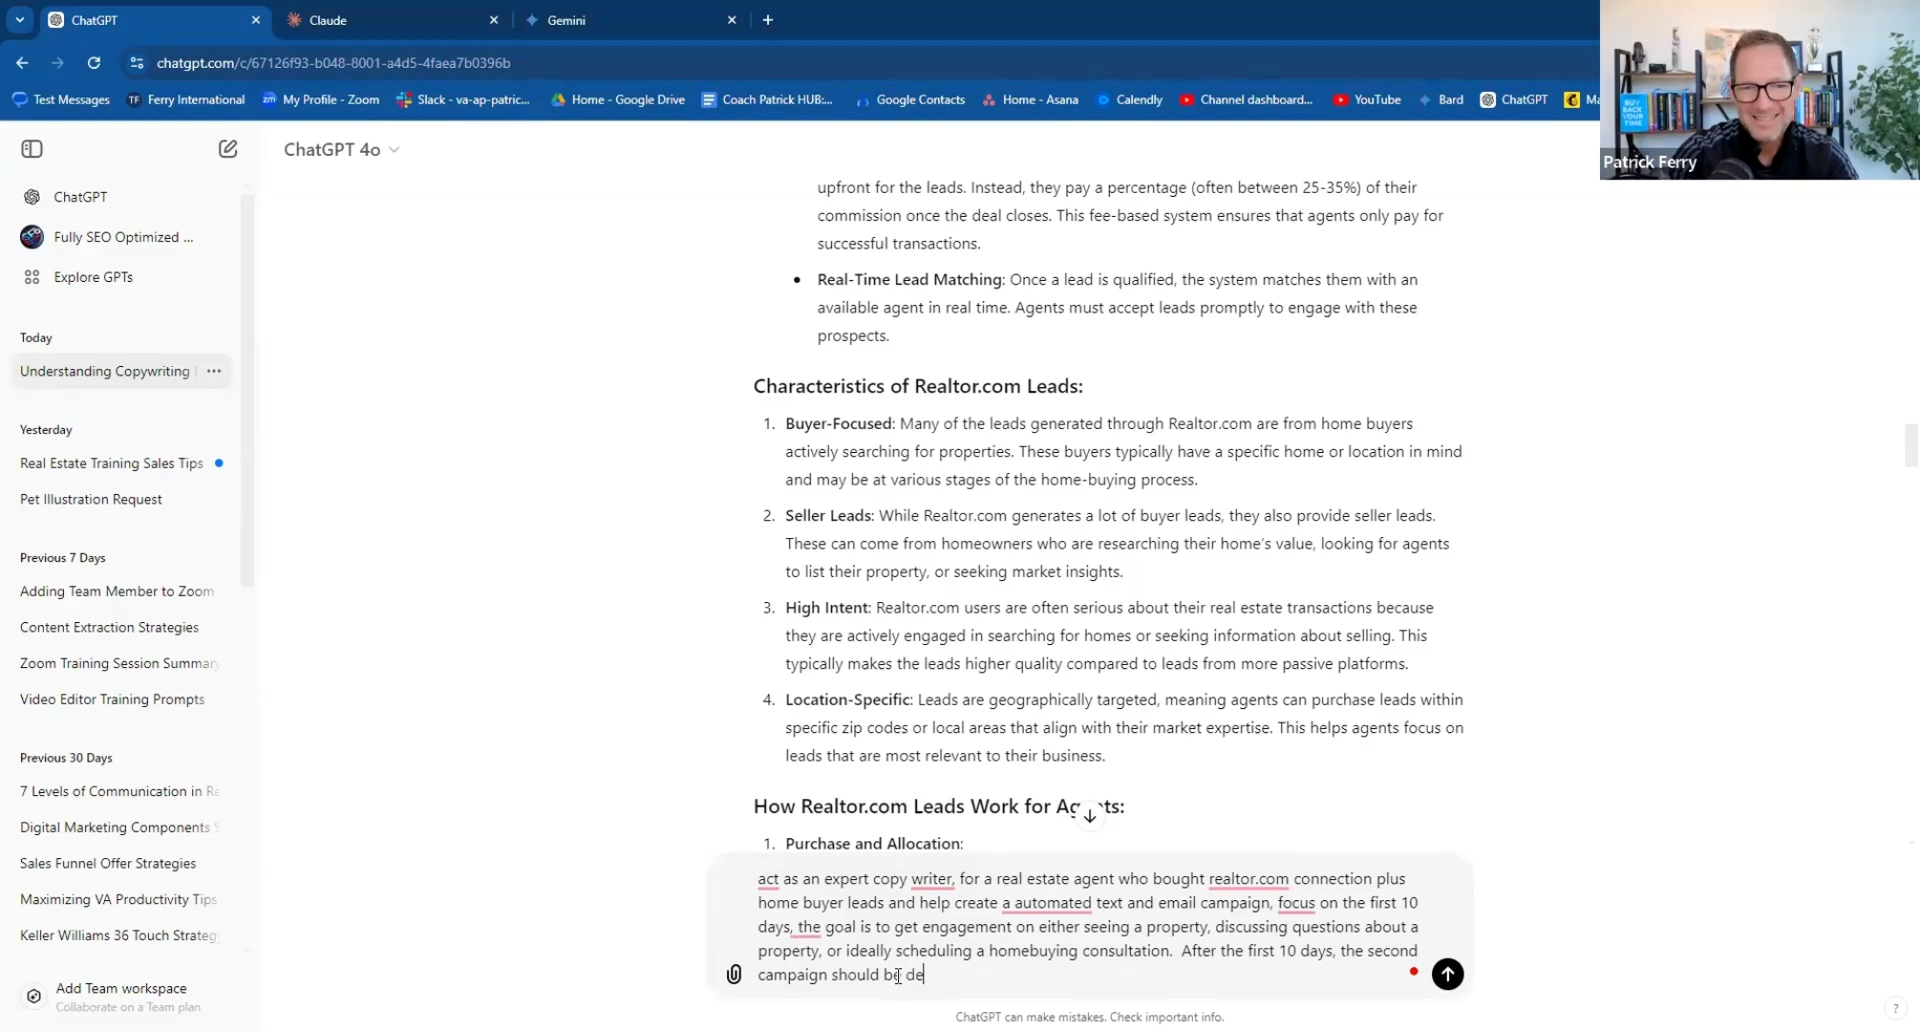 ChatGPT
Claude
Gemini
chatgpt.com/c/67126f93-b048-8001-a4d5-4faea7b0396b
Test Messages
TF Ferry International
zm My Profile - Zoom
Slack - va-ap-patric...
Home - Google Drive
Coach Patrick HUB:...
Google Contacts
Home - Asana
Calendly
Channel dashboard...
YouTube
Bard
ChatGPT
Ma
BUY BACK YOUR TIME
Patrick Ferry
ChatGPT
Fully SEO Optimized ...
Explore GPTs
Today
Understanding Copywriting
Yesterday
Real Estate Training Sales Tips
Pet Illustration Request
Previous 7 Days
Adding Team Member to Zoom
Content Extraction Strategies
Zoom Training Session Summary
Video Editor Training Prompts
Previous 30 Days
7 Levels of Communication in Re
Digital Marketing Components S
Sales Funnel Offer Strategies
Maximizing VA Productivity Tips
Keller Williams 36 Touch Strateg
Add Team workspace
Collaborate on a Team plan
ChatGPT 4o
upfront for the leads. Instead, they pay a percentage (often between 25-35%) of their
commission once the deal closes. This fee-based system ensures that agents only pay for
successful transactions.
• Real-Time Lead Matching: Once a lead is qualified, the system matches them with an
available agent in real time. Agents must accept leads promptly to engage with these
prospects.
Characteristics of Realtor.com Leads:
1. Buyer-Focused: Many of the leads generated through Realtor.com are from home buyers
actively searching for properties. These buyers typically have a specific home or location in mind
and may be at various stages of the home-buying process.
2. Seller Leads: While Realtor.com generates a lot of buyer leads, they also provide seller leads.
These can come from homeowners who are researching their home's value, looking for agents
to list their property, or seeking market insights.
3. High Intent: Realtor.com users are often serious about their real estate transactions because
they are actively engaged in searching for homes or seeking information about selling. This
typically makes the leads higher quality compared to leads from more passive platforms.
4. Location-Specific: Leads are geographically targeted, meaning agents can purchase leads within
specific zip codes or local areas that align with their market expertise. This helps agents focus on
leads that are most relevant to their business.
How Realtor.com Leads Work for Agents:
1. Purchase and Allocation:
act as an expert copy writer, for a real estate agent who bought realtor.com connection plus
home buyer leads and help create a automated text and email campaign, focus on the first 10
days, the goal is to get engagement on either seeing a property, discussing questions about a
property, or ideally scheduling a homebuying consultation.  After the first 10 days, the second
campaign should be de
ChatGPT can make mistakes. Check important info.
?